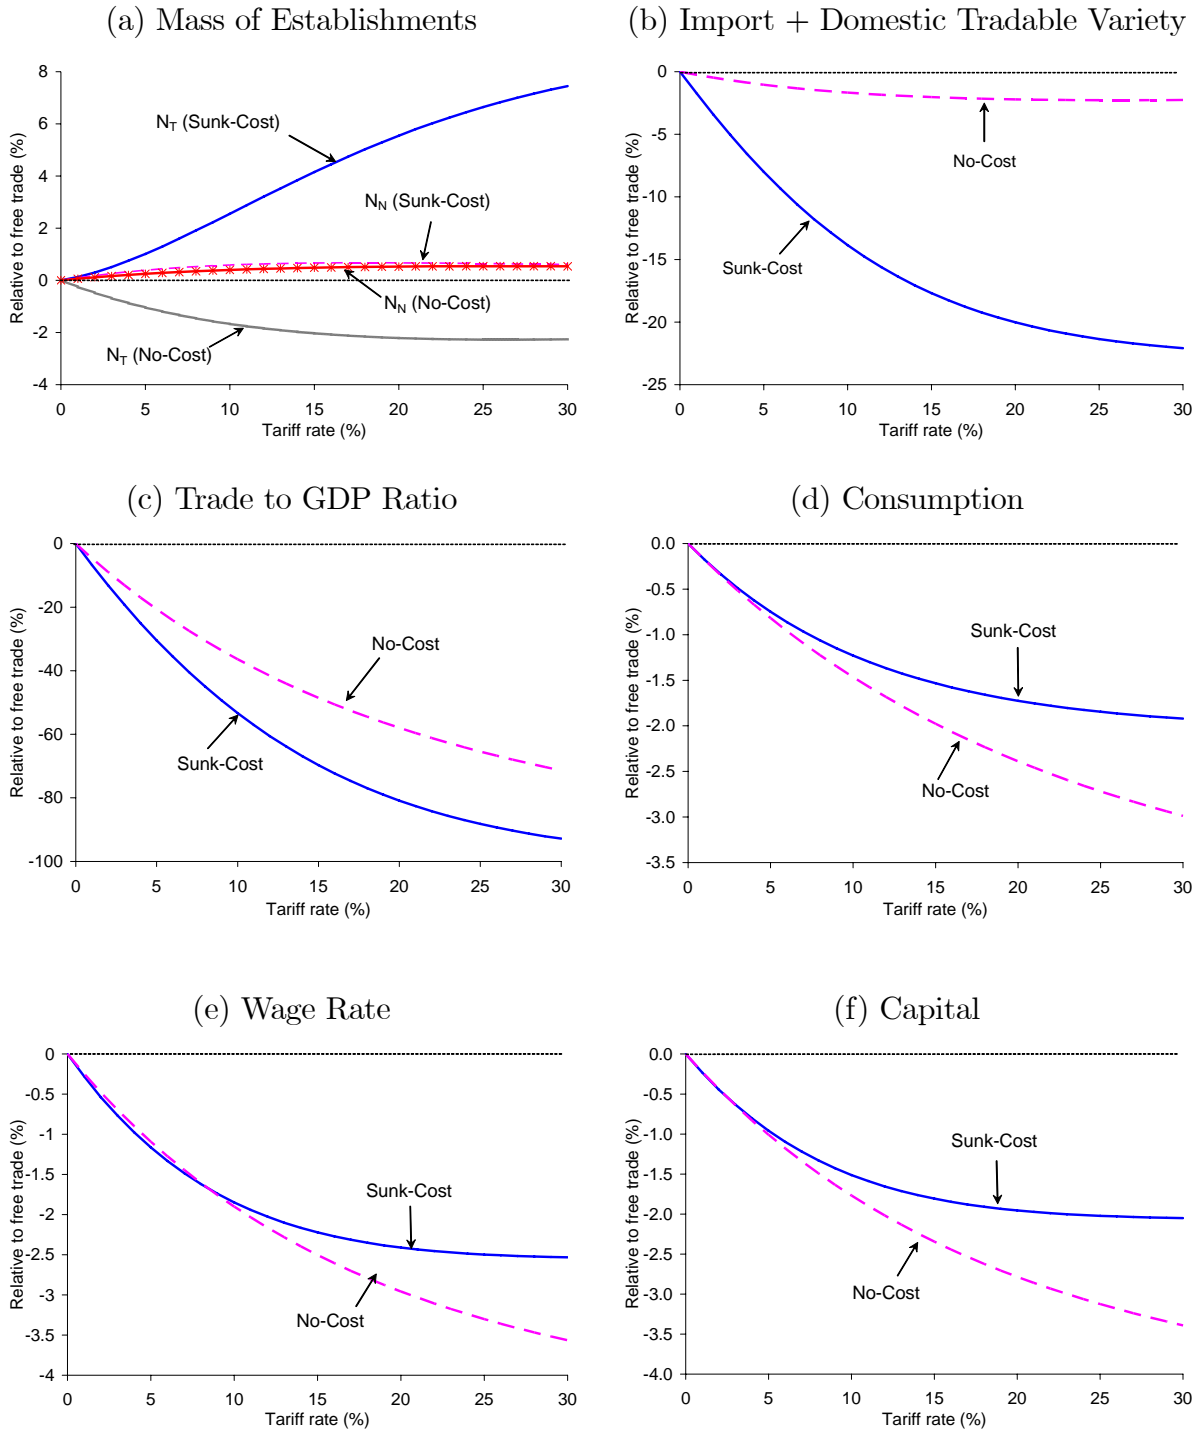 (a) Mass of Establishments
Relative to free trade (%)
8
6
4
2
0
-2
-4
N_T (Sunk-Cost)
N_N (Sunk-Cost)
N_N (No-Cost)
N_T (No-Cost)
0 5 10 15 20 25 30
Tariff rate (%)
(b) Import + Domestic Tradable Variety
Relative to free trade (%)
0
-5
-10
-15
-20
-25
No-Cost
Sunk-Cost
0 5 10 15 20 25 30
Tariff rate (%)
(c) Trade to GDP Ratio
Relative to free trade (%)
0
-20
-40
-60
-80
-100
No-Cost
Sunk-Cost
0 5 10 15 20 25 30
Tariff rate (%)
(d) Consumption
Relative to free trade (%)
0.0
-0.5
-1.0
-1.5
-2.0
-2.5
-3.0
-3.5
Sunk-Cost
No-Cost
0 5 10 15 20 25 30
Tariff rate (%)
(e) Wage Rate
Relative to free trade (%)
0
-0.5
-1
-1.5
-2
-2.5
-3
-3.5
-4
Sunk-Cost
No-Cost
0 5 10 15 20 25 30
Tariff rate (%)
(f) Capital
Relative to free trade (%)
0.0
-0.5
-1.0
-1.5
-2.0
-2.5
-3.0
-3.5
-4.0
Sunk-Cost
No-Cost
0 5 10 15 20 25 30
Tariff rate (%)